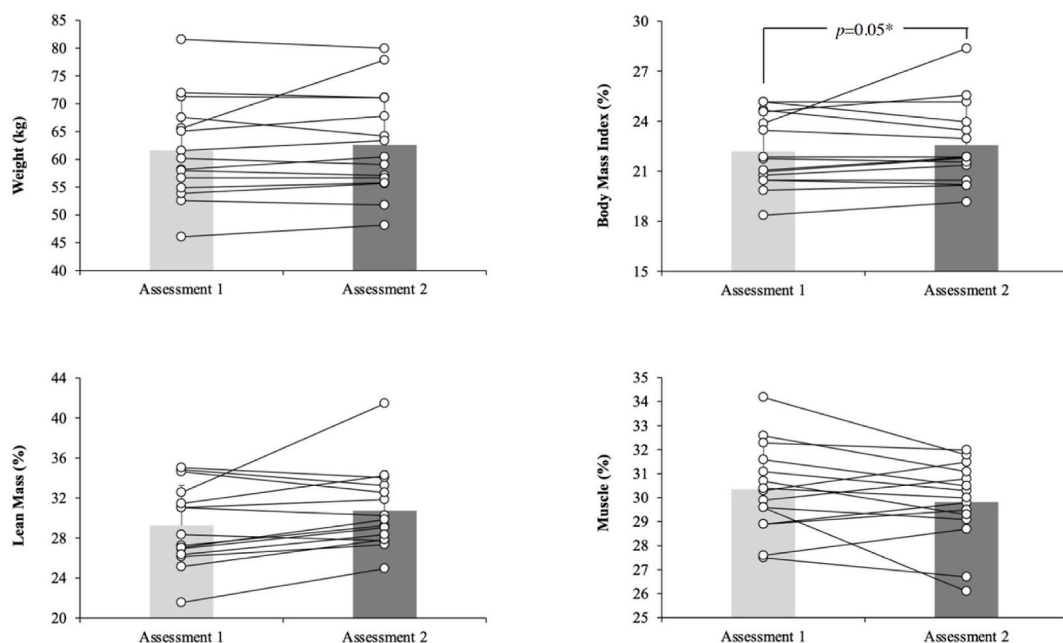 Weight (kg)
85
80
75
70
65
60
55
50
45
40
Assessment 1
Assessment 2
Body Mass Index (%)
30
27
24
21
18
15
p=0.05*
Assessment 1
Assessment 2
Lean Mass (%)
44
40
36
32
28
24
20
Assessment 1
Assessment 2
Muscle (%)
35
34
33
32
31
30
29
28
27
26
25
Assessment 1
Assessment 2